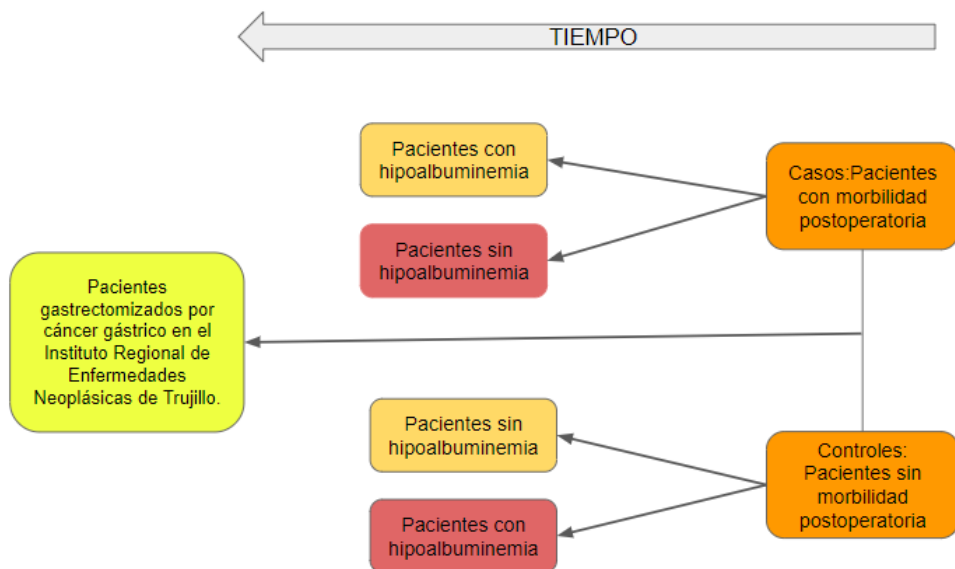 TIEMPO
Pacientes con
hipoalbuminemia
Casos:Pacientes
con morbilidad
postoperatoria
Pacientes sin
hipoalbuminemia
Pacientes
gastrectomizados por
cáncer gástrico en el
Instituto Regional de
Enfermedades
Neoplásicas de Trujillo.
Pacientes sin
hipoalbuminemia
Controles:
Pacientes sin
morbilidad
postoperatoria
Pacientes con
hipoalbuminemia